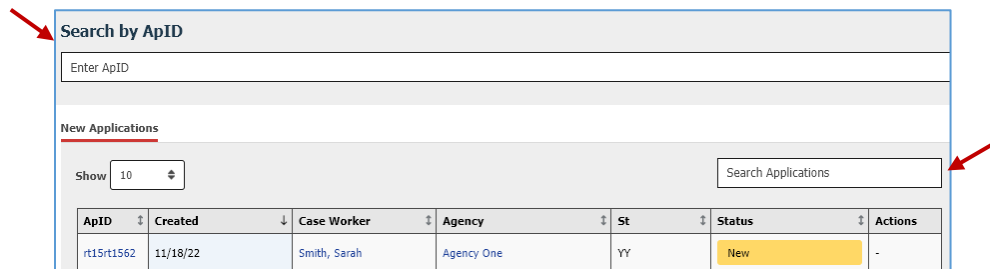 Search by ApID
Enter ApID
New Applications
Show 10
Search Applications
ApID Created Case Worker Agency St Status Actions
rt15rt1562 11/18/22 Smith, Sarah Agency One YY New -